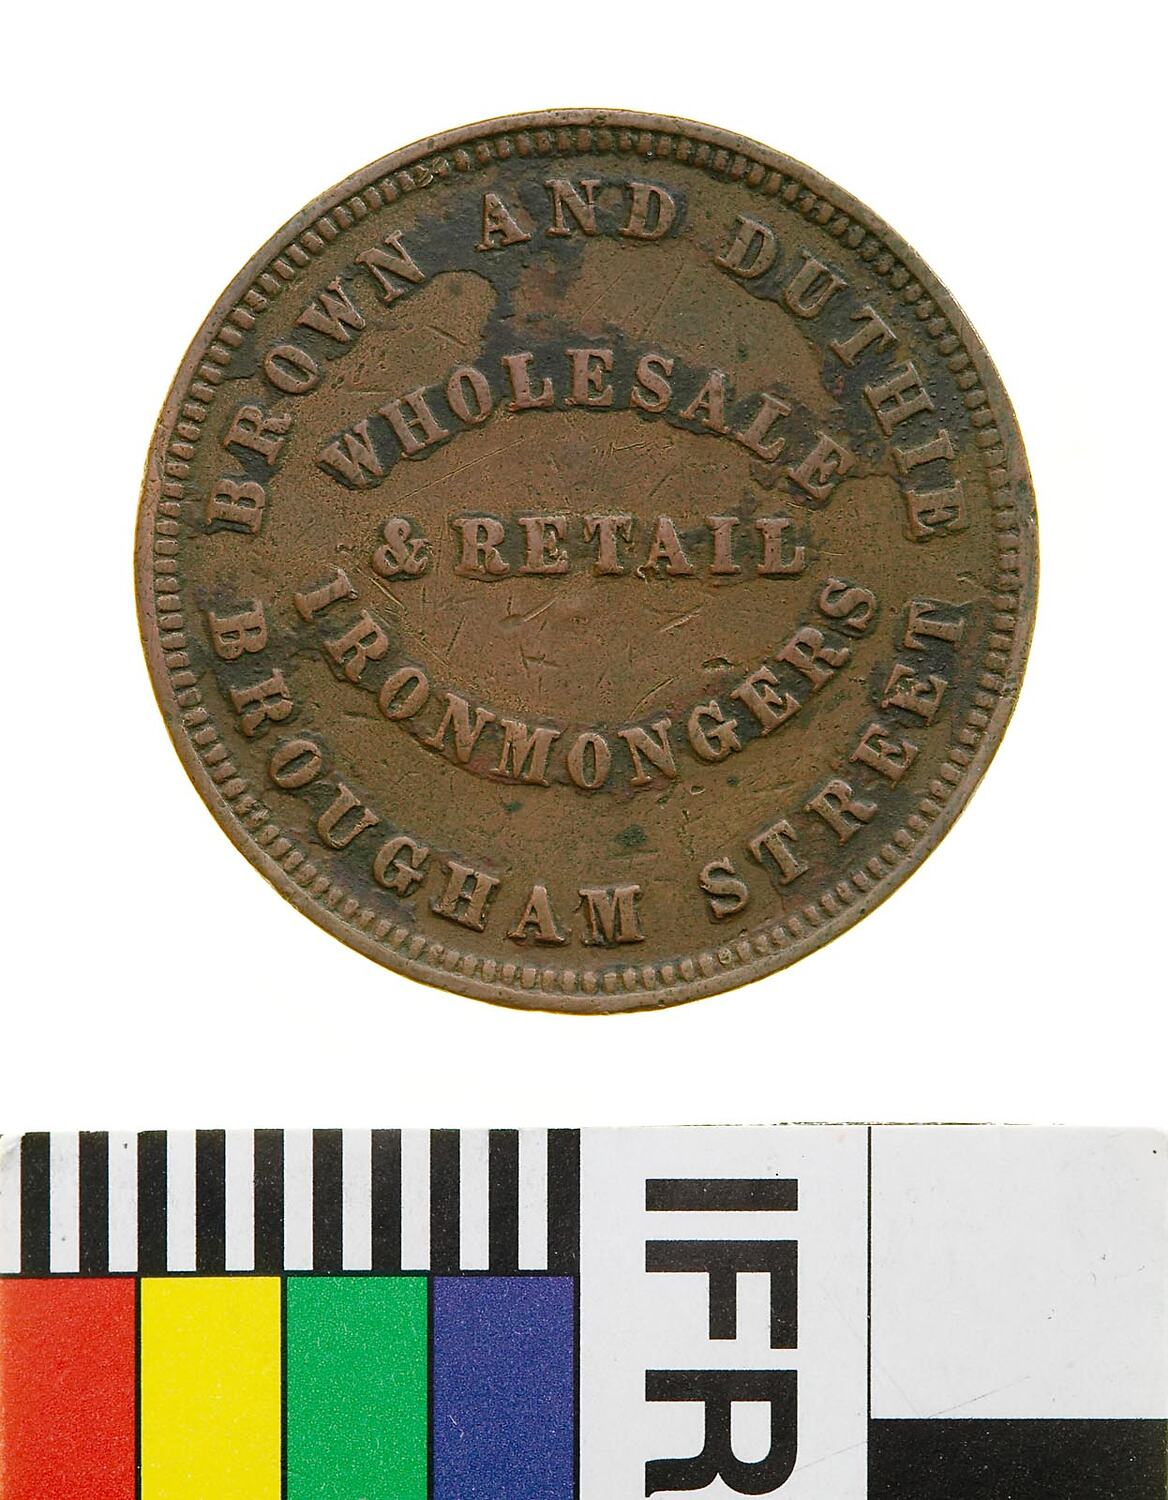 BROWN AND DUTHIE
WHOLESALE
& RETAIL
IRONMONGERS
BROUGHAM STREET
IFR